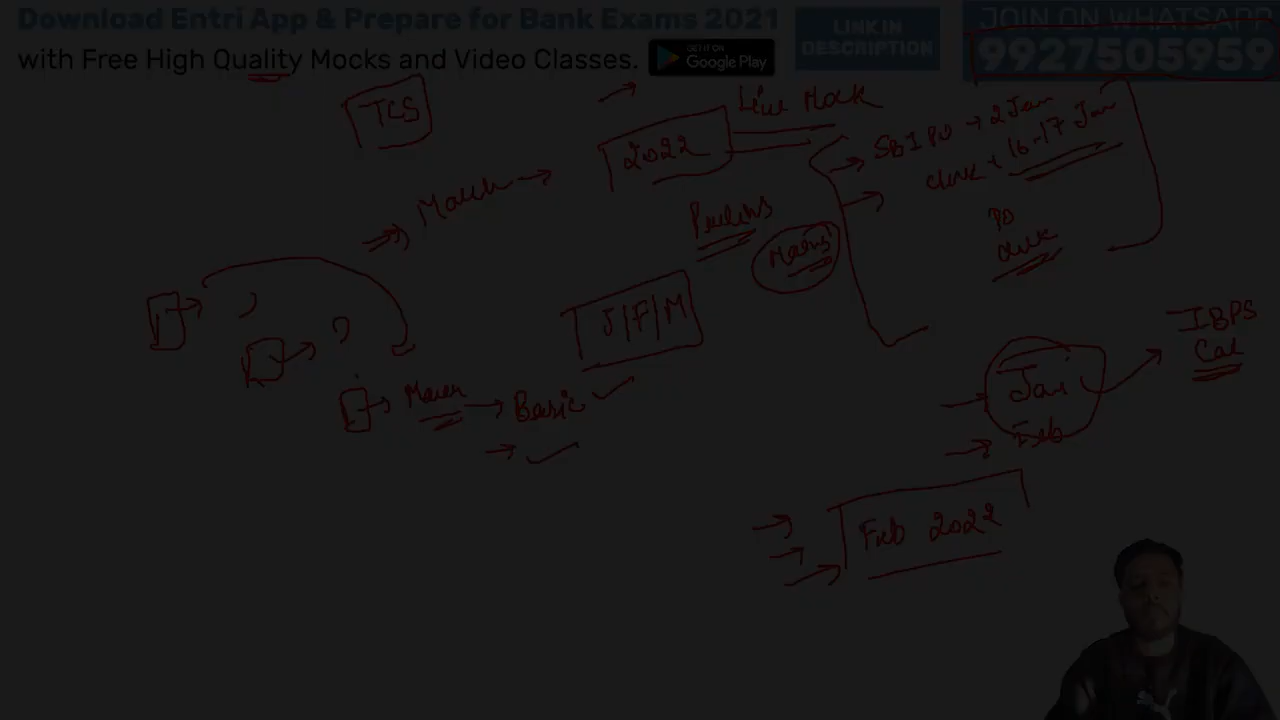 Download Entri App & Prepare for Bank Exams 2021
with Free High Quality Mocks and Video Classes.
GET IT ON
Google Play
LINK IN
DESCRIPTION
JOIN ON WHATSAPP
9927505959
TCS
Live Mock
2022
SBI PO → 2 Jan
Clerk → 16-17 Jan
March →
Prelims
Mains
PO
Clerk
J/F/M
IBPS
Cal
Jan
Feb
Basic
Feb 2022